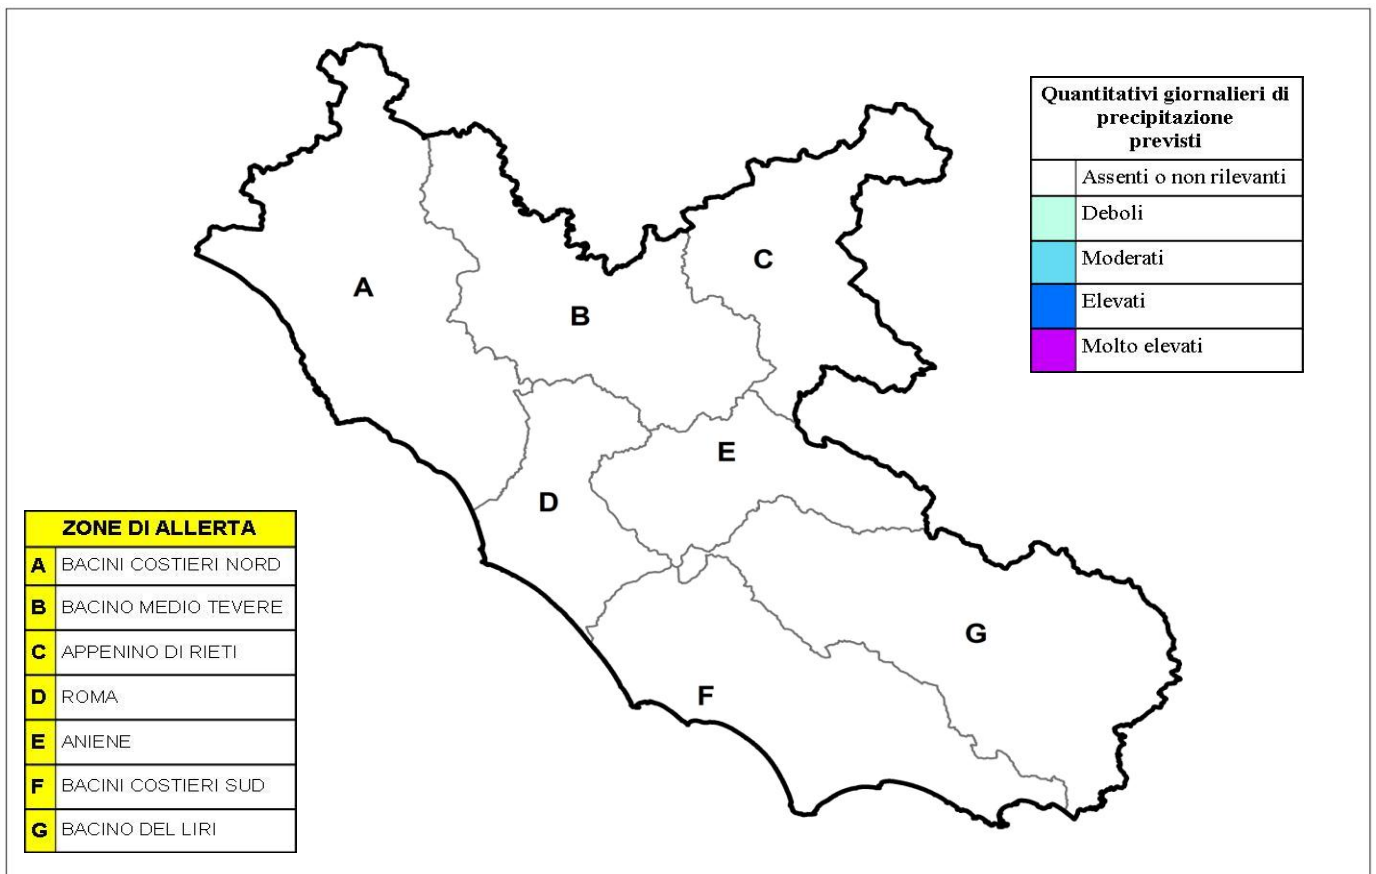 Quantitativi giornalieri di
precipitazione
previsti
Assenti o non rilevanti
Deboli
Moderati
Elevati
Molto elevati
A
B
C
D
E
F
G
ZONE DI ALLERTA
A BACINI COSTIERI NORD
B BACINO MEDIO TEVERE
C APPENINO DI RIETI
D ROMA
E ANIENE
F BACINI COSTIERI SUD
G BACINO DEL LIRI